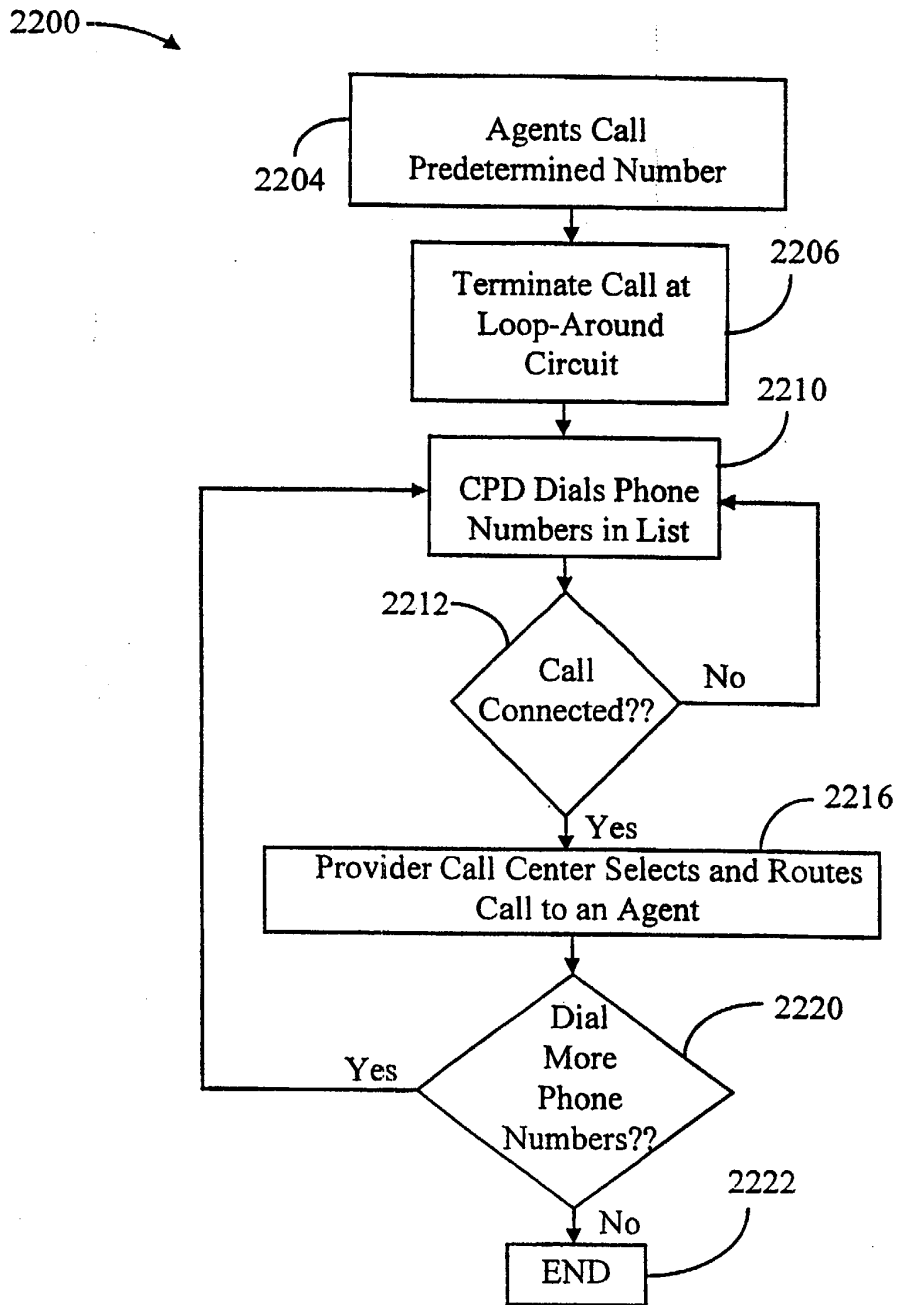 2200
Agents Call
Predetermined Number
2204
2206
Terminate Call at
Loop-Around
Circuit
2210
CPD Dials Phone
Numbers in List
2212
Call
Connected??
No
Yes
2216
Provider Call Center Selects and Routes
Call to an Agent
2220
Dial
More
Phone
Numbers??
Yes
No
2222
END